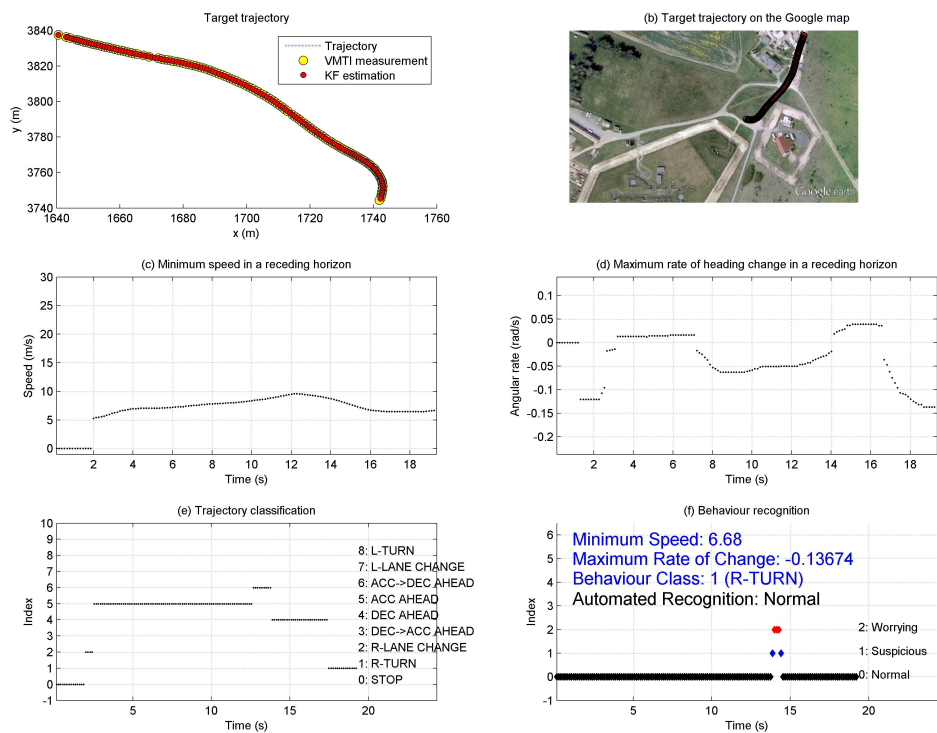 Target trajectory
3840
3820
3800
3780
3760
3740
y (m)
1640
1660
1680
1700
1720
1740
1760
x (m)
Trajectory
VMTI measurement
KF estimation
(b) Target trajectory on the Google map
Google earth
(c) Minimum speed in a receding horizon
30
25
20
15
10
5
0
Speed (m/s)
2
4
6
8
10
12
14
16
18
Time (s)
(d) Maximum rate of heading change in a receding horizon
0.1
0.05
0
-0.05
-0.1
-0.15
-0.2
Angular rate (rad/s)
2
4
6
8
10
12
14
16
18
Time (s)
(e) Trajectory classification
10
9
8
7
6
5
4
3
2
1
0
-1
Index
8: L-TURN
7: L-LANE CHANGE
6: ACC->DEC AHEAD
5: ACC AHEAD
4: DEC AHEAD
3: DEC->ACC AHEAD
2: R-LANE CHANGE
1: R-TURN
0: STOP
5
10
15
20
Time (s)
(f) Behaviour recognition
6
5
4
3
2
1
0
-1
Index
Minimum Speed: 6.68
Maximum Rate of Change: -0.13674
Behaviour Class: 1 (R-TURN)
Automated Recognition: Normal
2: Worrying
1: Suspicious
0: Normal
5
10
15
20
Time (s)